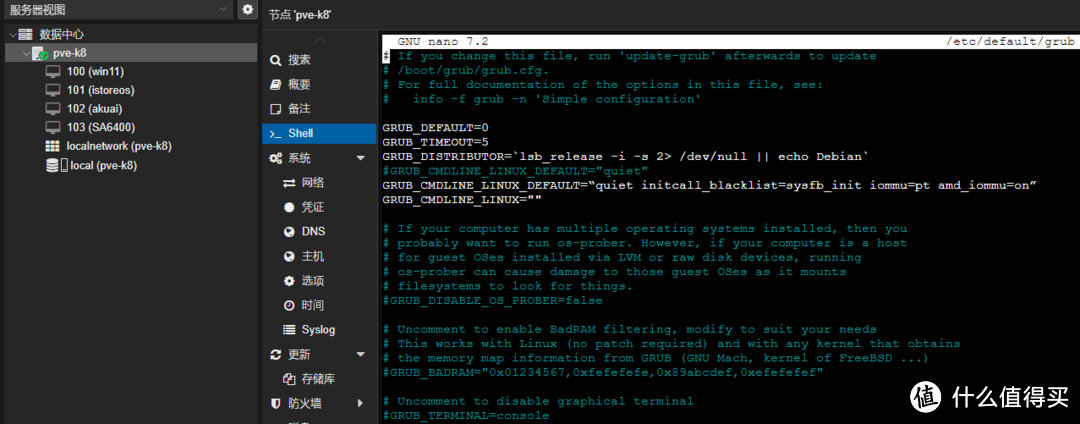 服务器视图
数据中心
pve-k8
100 (win11)
101 (istoreos)
102 (akuai)
103 (SA6400)
localnetwork (pve-k8)
local (pve-k8)
节点 'pve-k8'
搜索
概要
备注
Shell
系统
网络
凭证
DNS
主机
选项
时间
Syslog
更新
存储库
防火墙
GNU nano 7.2 /etc/default/grub
# If you change this file, run 'update-grub' afterwards to update
# /boot/grub/grub.cfg.
# For full documentation of the options in this file, see:
#   info -f grub -n 'Simple configuration'
GRUB_DEFAULT=0
GRUB_TIMEOUT=5
GRUB_DISTRIBUTOR=`lsb_release -i -s 2> /dev/null || echo Debian`
#GRUB_CMDLINE_LINUX_DEFAULT="quiet"
GRUB_CMDLINE_LINUX_DEFAULT=“quiet initcall_blacklist=sysfb_init iommu=pt amd_iommu=on”
GRUB_CMDLINE_LINUX=""
# If your computer has multiple operating systems installed, then you
# probably want to run os-prober. However, if your computer is a host
# for guest OSes installed via LVM or raw disk devices, running
# os-prober can cause damage to those guest OSes as it mounts
# filesystems to look for things.
#GRUB_DISABLE_OS_PROBER=false
# Uncomment to enable BadRAM filtering, modify to suit your needs
# This works with Linux (no patch required) and with any kernel that obtains
# the memory map information from GRUB (GNU Mach, kernel of FreeBSD ...)
#GRUB_BADRAM="0x01234567,0xfefefefe,0x89abcdef,0xefefefef"
# Uncomment to disable graphical terminal
#GRUB_TERMINAL=console
值 什么值得买